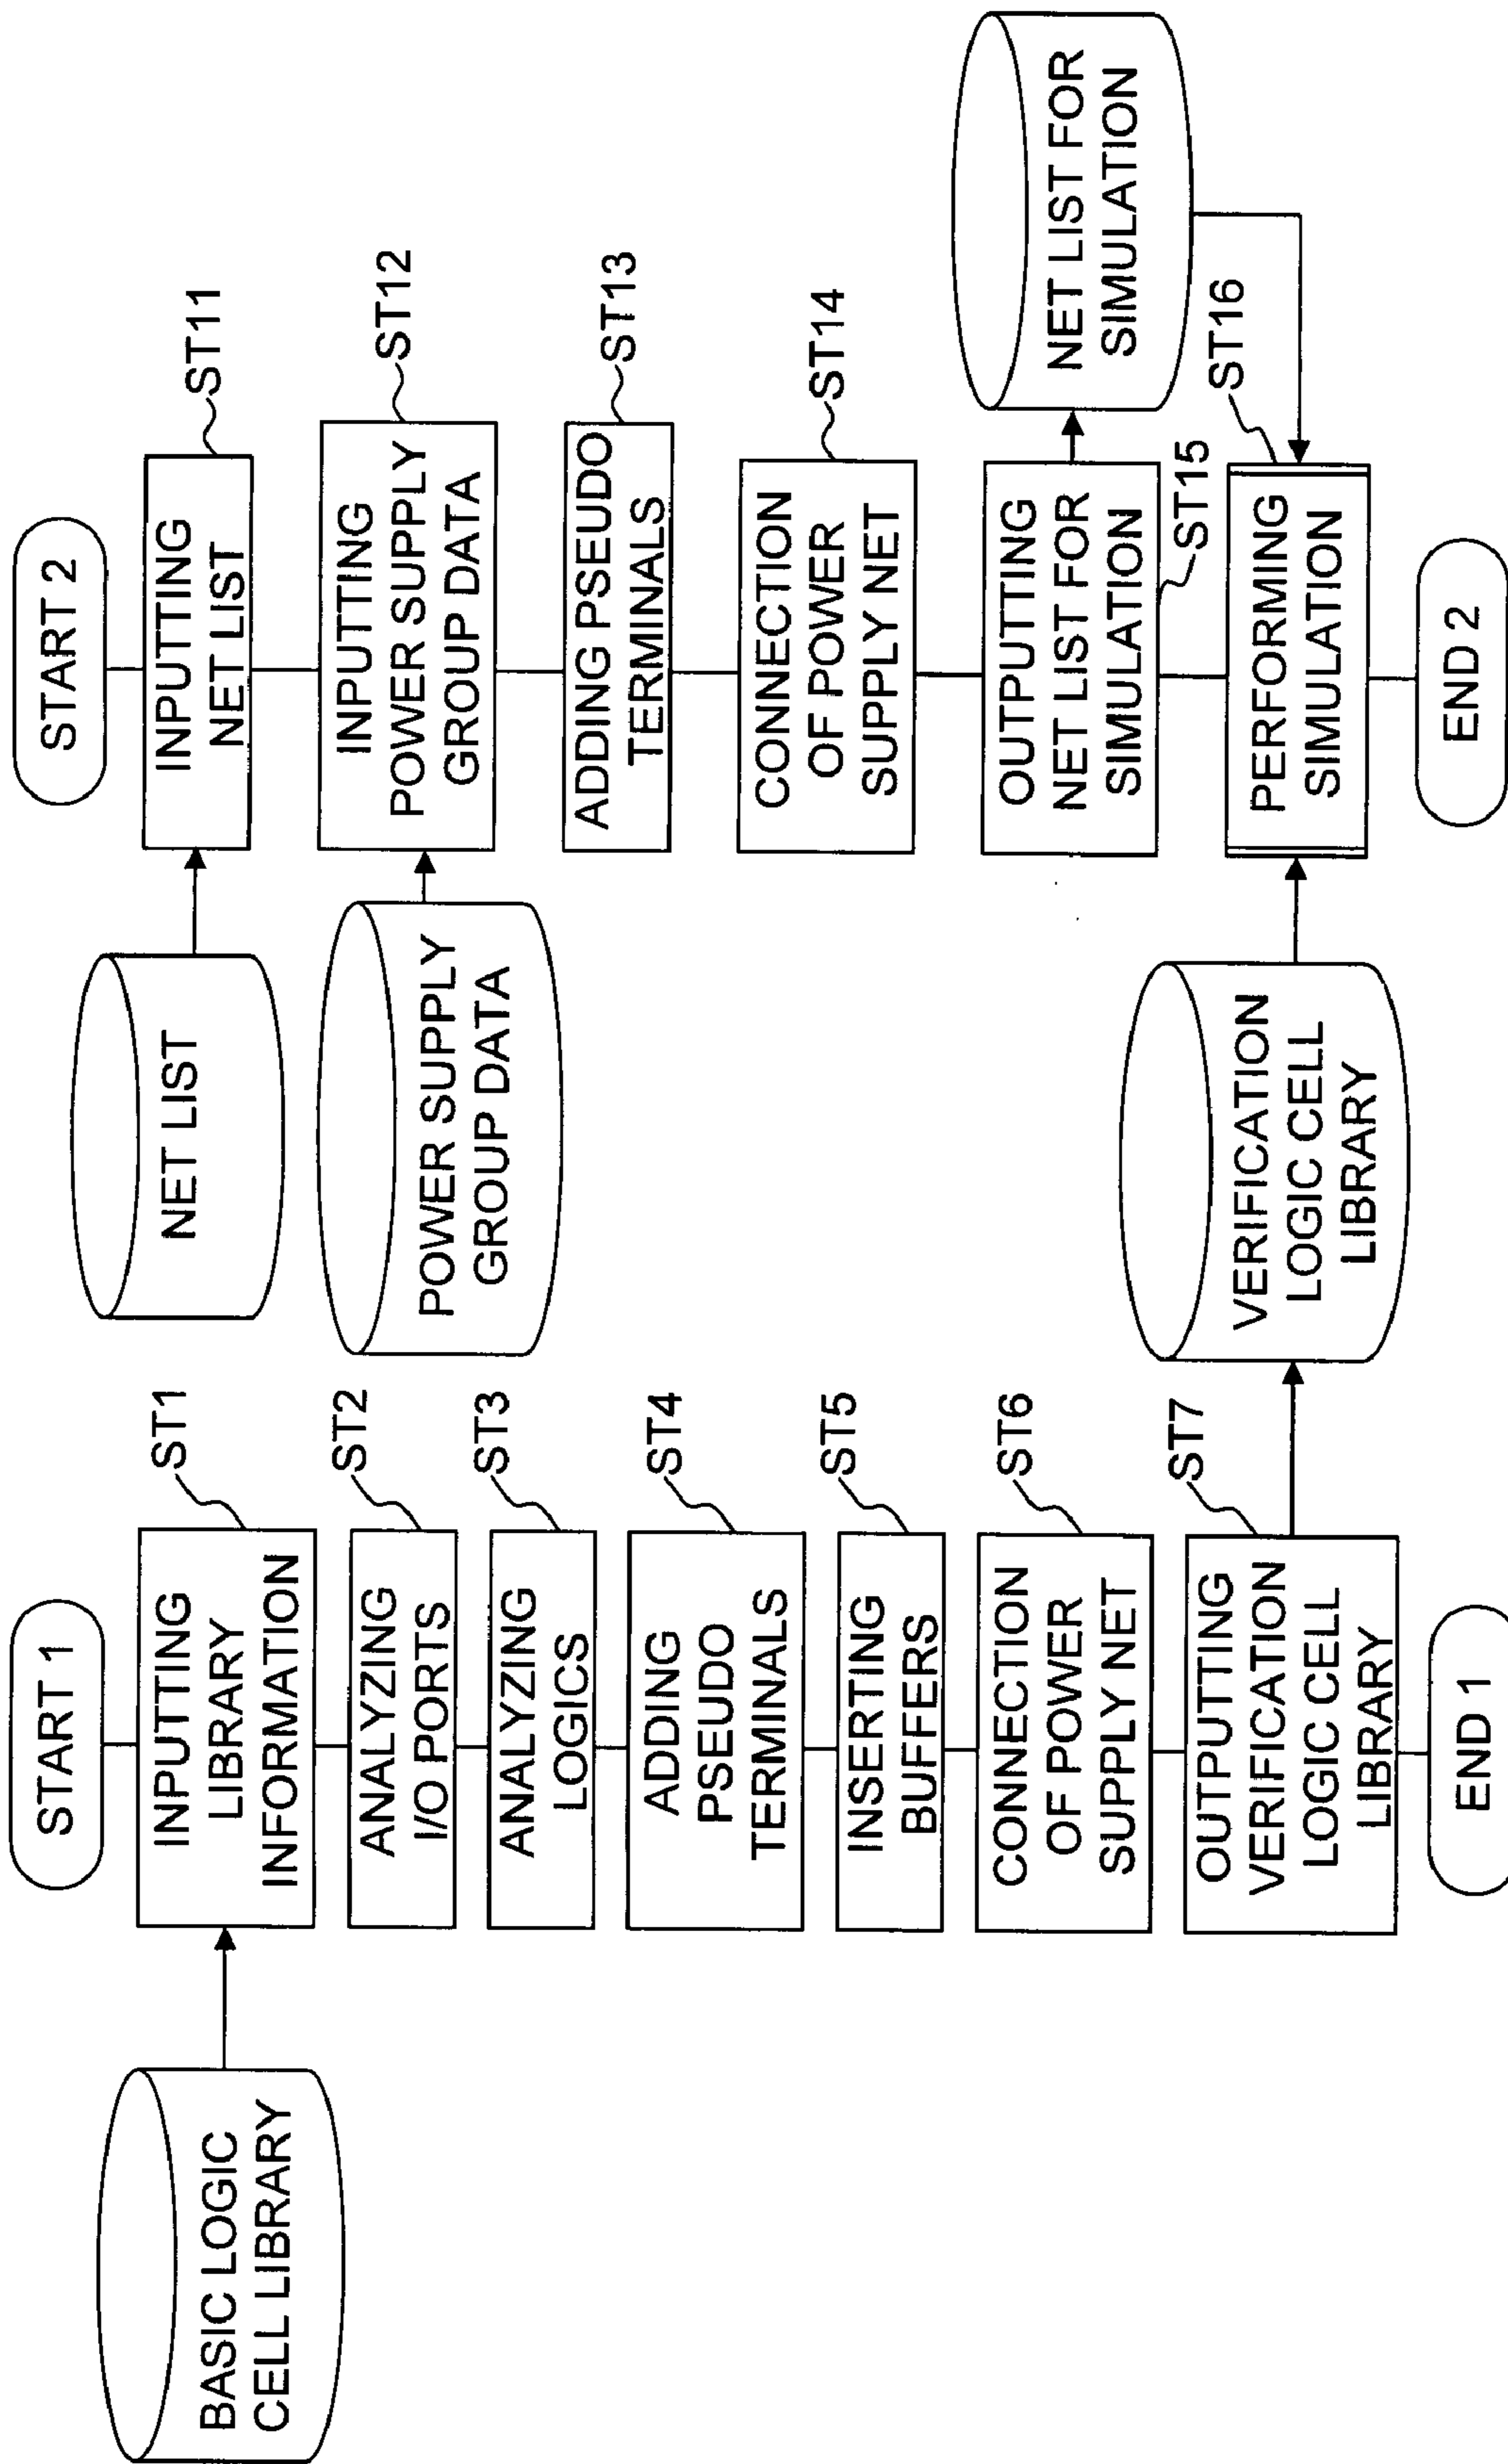 START 1
BASIC LOGIC
CELL LIBRARY
INPUTTING
LIBRARY
INFORMATION
ST1
ANALYZING
I/O PORTS
ST2
ANALYZING
LOGICS
ST3
ADDING
PSEUDO
TERMINALS
ST4
INSERTING
BUFFERS
ST5
CONNECTION
OF POWER
SUPPLY NET
ST6
OUTPUTTING
VERIFICATION
LOGIC CELL
LIBRARY
ST7
END 1
VERIFICATION
LOGIC CELL
LIBRARY
START 2
NET LIST
INPUTTING
NET LIST
ST11
POWER SUPPLY
GROUP DATA
INPUTTING
POWER SUPPLY
GROUP DATA
ST12
ADDING PSEUDO
TERMINALS
ST13
CONNECTION
OF POWER
SUPPLY NET
ST14
OUTPUTTING
NET LIST FOR
SIMULATION
ST15
NET LIST FOR
SIMULATION
PERFORMING
SIMULATION
ST16
END 2